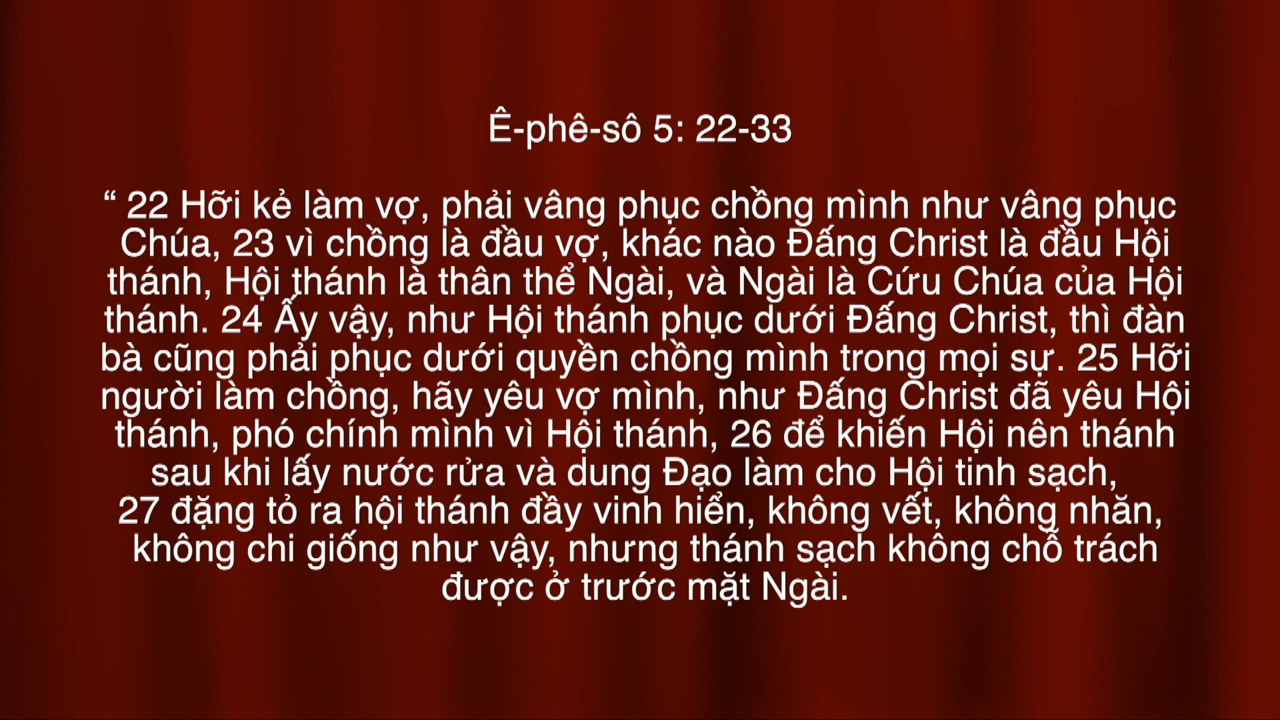 Ê-phê-sô 5: 22-33
“ 22 Hỡi kẻ làm vợ, phải vâng phục chồng mình như vâng phục
Chúa, 23 vì chồng là đầu vợ, khác nào Đấng Christ là đầu Hội
thánh, Hội thánh là thân thể Ngài, và Ngài là Cứu Chúa của Hội
thánh. 24 Ấy vậy, như Hội thánh phục dưới Đấng Christ, thì đàn
bà cũng phải phục dưới quyền chồng mình trong mọi sự. 25 Hỡi
người làm chồng, hãy yêu vợ mình, như Đấng Christ đã yêu Hội
thánh, phó chính mình vì Hội thánh, 26 để khiến Hội nên thánh
sau khi lấy nước rửa và dung Đạo làm cho Hội tinh sạch,
27 đặng tỏ ra hội thánh đầy vinh hiển, không vết, không nhăn,
không chi giống như vậy, nhưng thánh sạch không chỗ trách
được ở trước mặt Ngài.